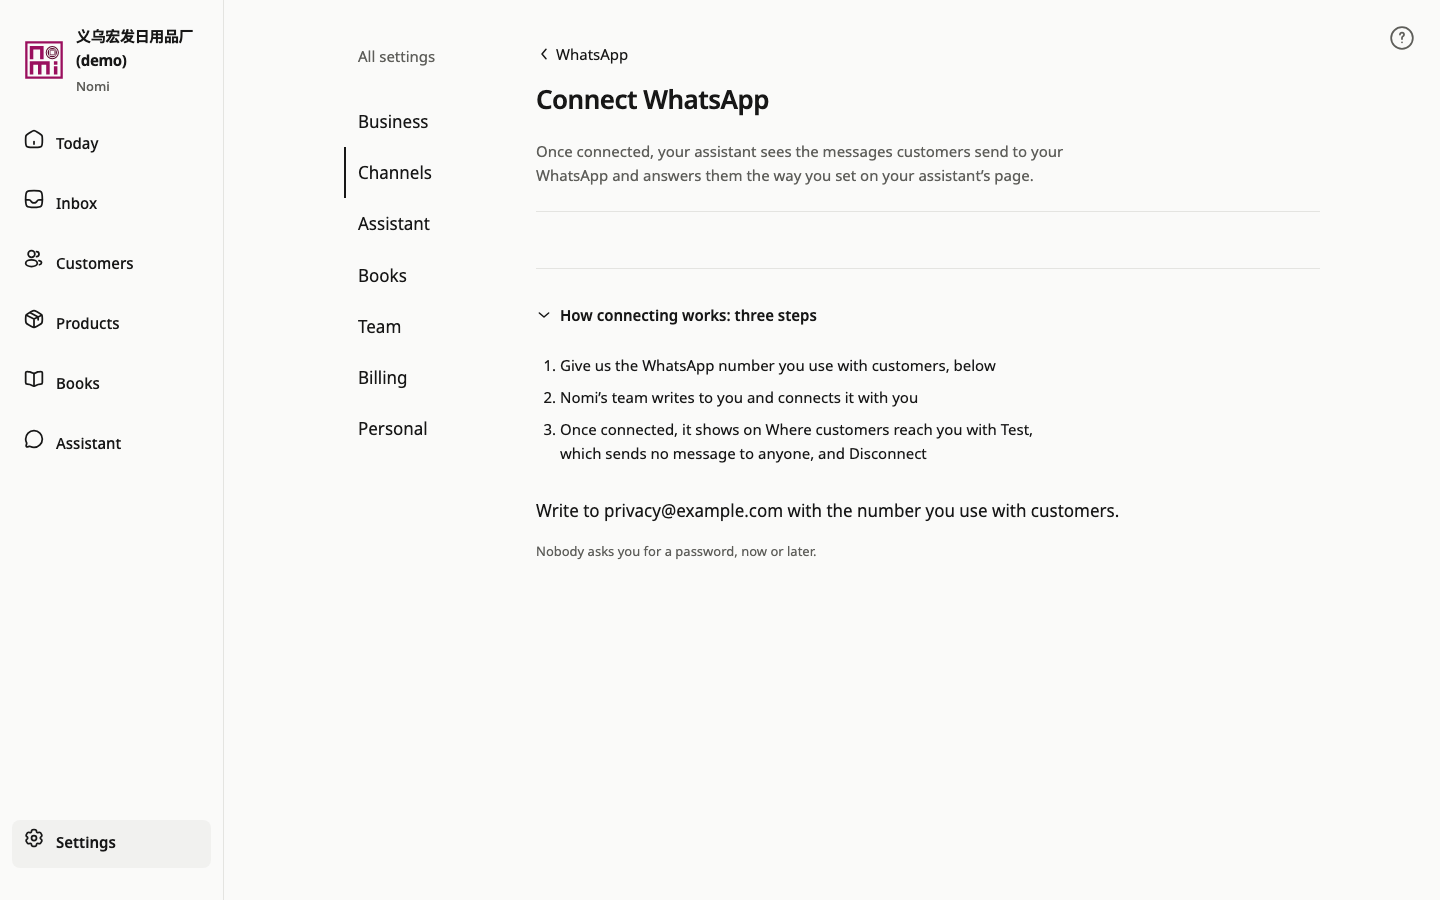 义乌宏发日用品厂
(demo)
Nomi
Today
Inbox
Customers
Products
Books
Assistant
Settings
All settings
Business
Channels
Assistant
Books
Team
Billing
Personal
WhatsApp
Connect WhatsApp
Once connected, your assistant sees the messages customers send to your
WhatsApp and answers them the way you set on your assistant’s page.
How connecting works: three steps
1. Give us the WhatsApp number you use with customers, below
2. Nomi’s team writes to you and connects it with you
3. Once connected, it shows on Where customers reach you with Test,
which sends no message to anyone, and Disconnect
Write to privacy@example.com with the number you use with customers.
Nobody asks you for a password, now or later.